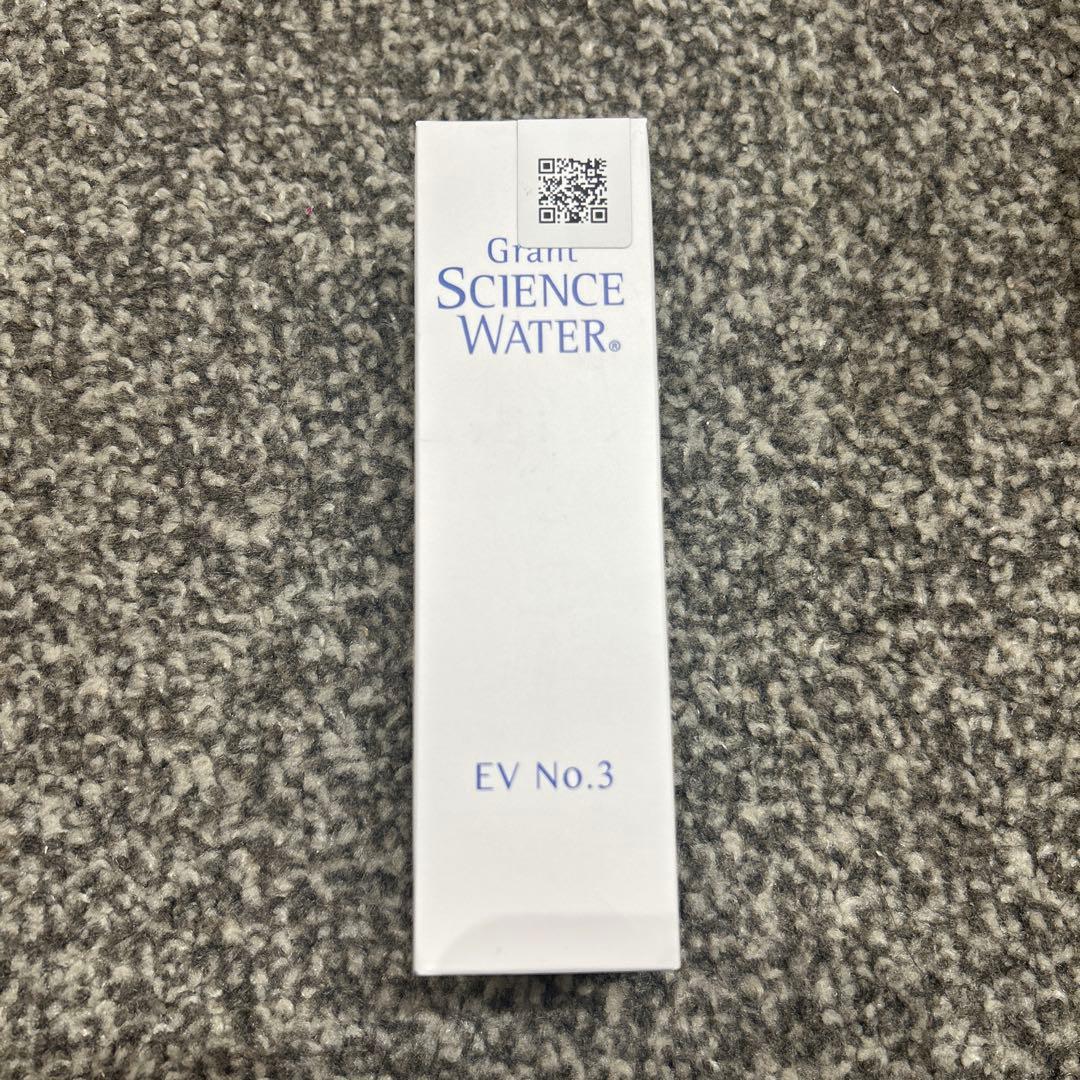 Grant
SCIENCE
WATER®
EV No.3